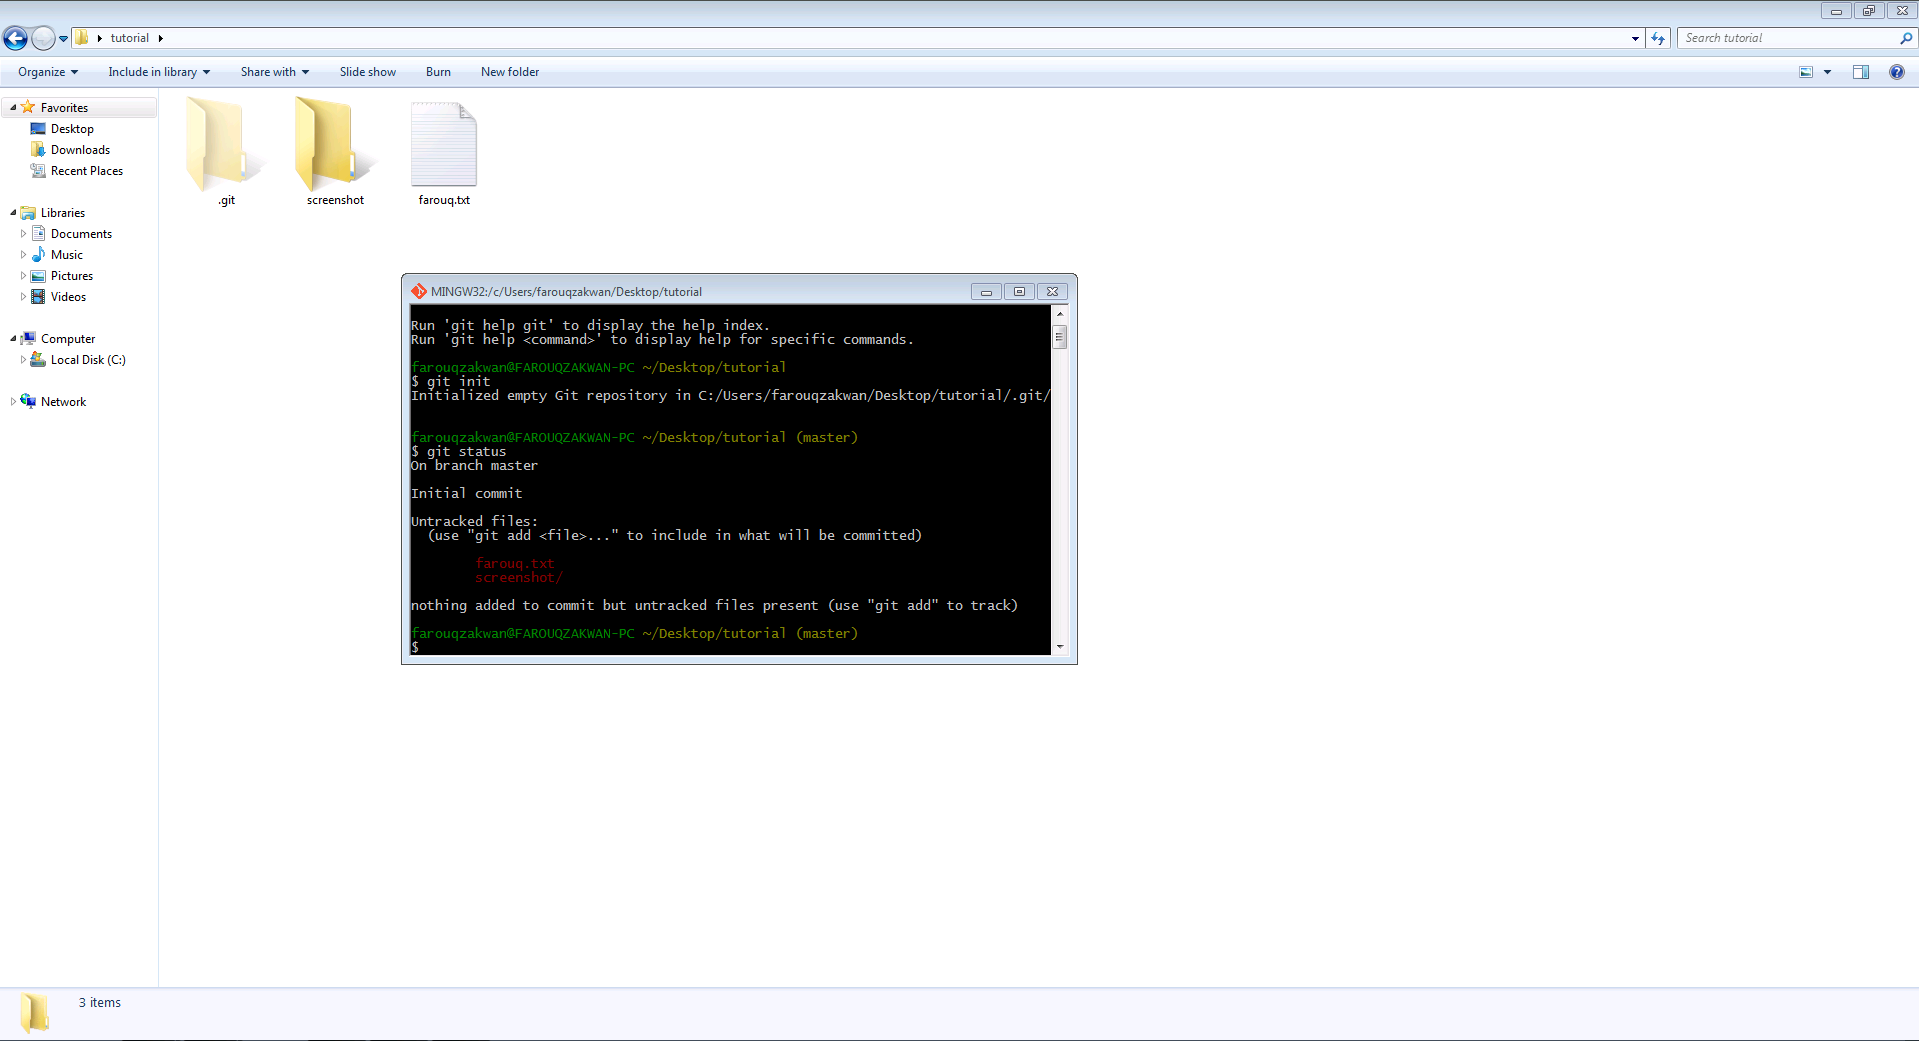 tutorial
Search tutorial
Organize
Include in library
Share with
Slide show
Burn
New folder
Favorites
Desktop
Downloads
Recent Places
Libraries
Documents
Music
Pictures
Videos
Computer
Local Disk (C:)
Network
.git
screenshot
farouq.txt
MINGW32:/c/Users/farouqzakwan/Desktop/tutorial
Run 'git help git' to display the help index.
Run 'git help <command>' to display help for specific commands.
farouqzakwan@FAROUQZAKWAN-PC ~/Desktop/tutorial
$ git init
Initialized empty Git repository in C:/Users/farouqzakwan/Desktop/tutorial/.git/
farouqzakwan@FAROUQZAKWAN-PC ~/Desktop/tutorial (master)
$ git status
On branch master
Initial commit
Untracked files:
(use "git add <file>..." to include in what will be committed)
farouq.txt
screenshot/
nothing added to commit but untracked files present (use "git add" to track)
farouqzakwan@FAROUQZAKWAN-PC ~/Desktop/tutorial (master)
$
3 items